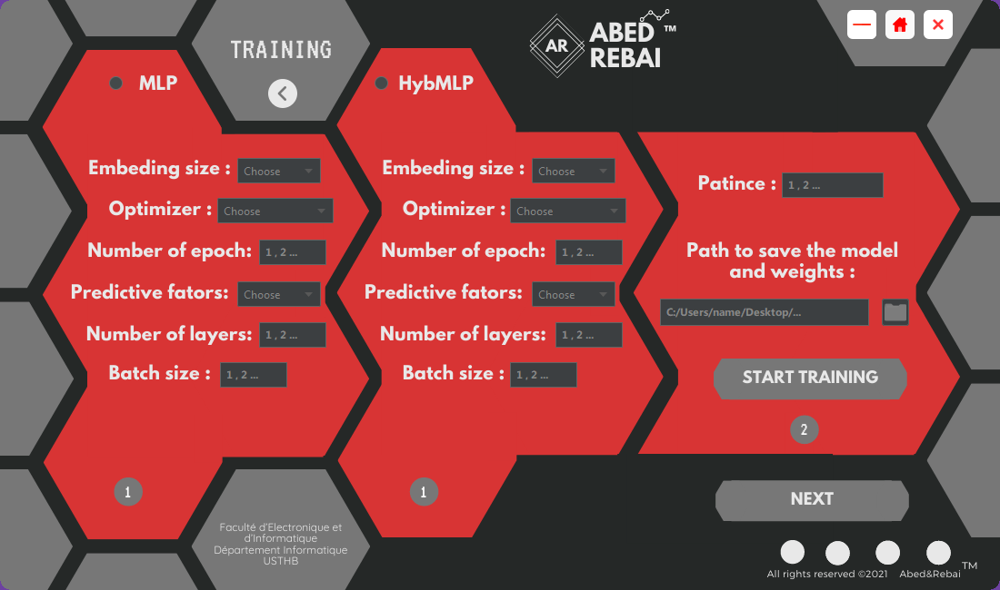 TRAINING
AR
ABED ™
REBAI
MLP
Embeding size :
Choose
Optimizer :
Choose
Number of epoch:
1 , 2 ...
Predictive fators:
Choose
Number of layers:
1 , 2 ...
Batch size :
1 , 2 ...
1
HybMLP
Embeding size :
Choose
Optimizer :
Choose
Number of epoch:
1 , 2 ...
Predictive fators:
Choose
Number of layers:
1 , 2 ...
Batch size :
1 , 2 ...
1
Patince :
1 , 2 ...
Path to save the model
and weights :
C:/Users/name/Desktop/...
START TRAINING
2
NEXT
Faculté d'Electronique et
d'Informatique
Département Informatique
USTHB
All rights reserved ©2021 Abed&Rebai TM